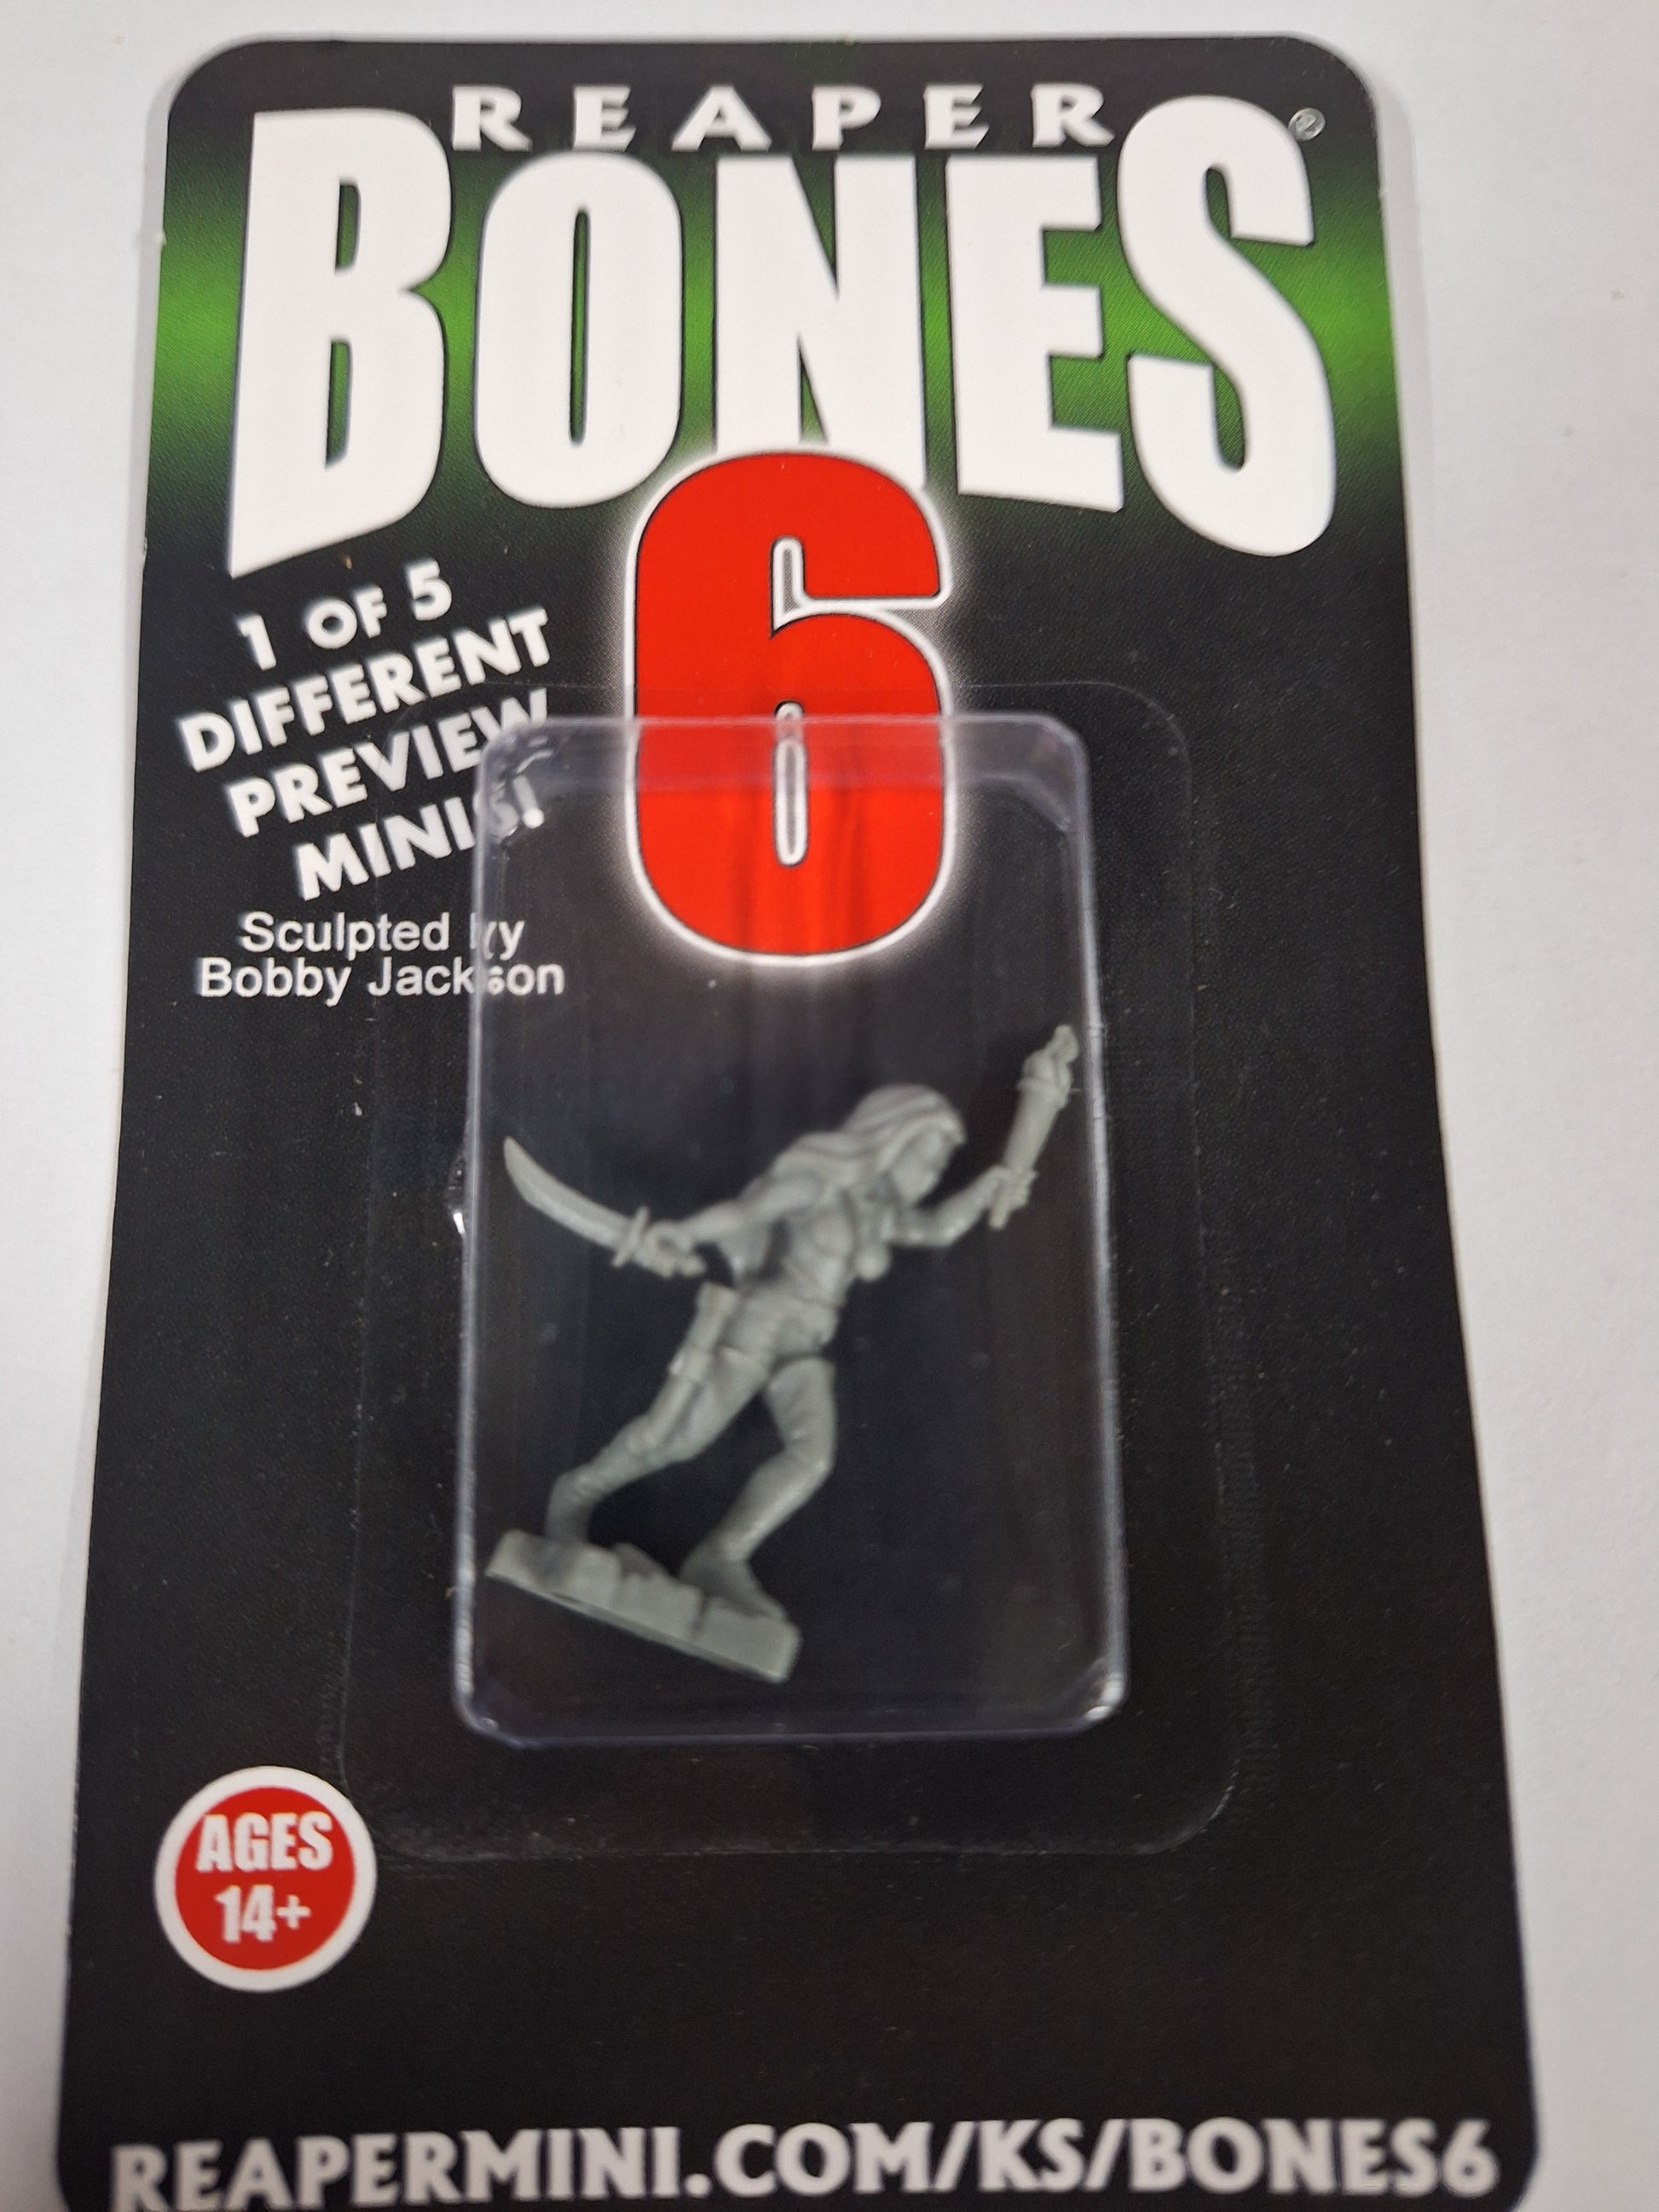 REAPER
BONES®
6
1 OF 5
DIFFERENT
PREVIEW
MINIS!
Sculpted by
Bobby Jackson
AGES
14+
REAPERMINI.COM/KS/BONES6